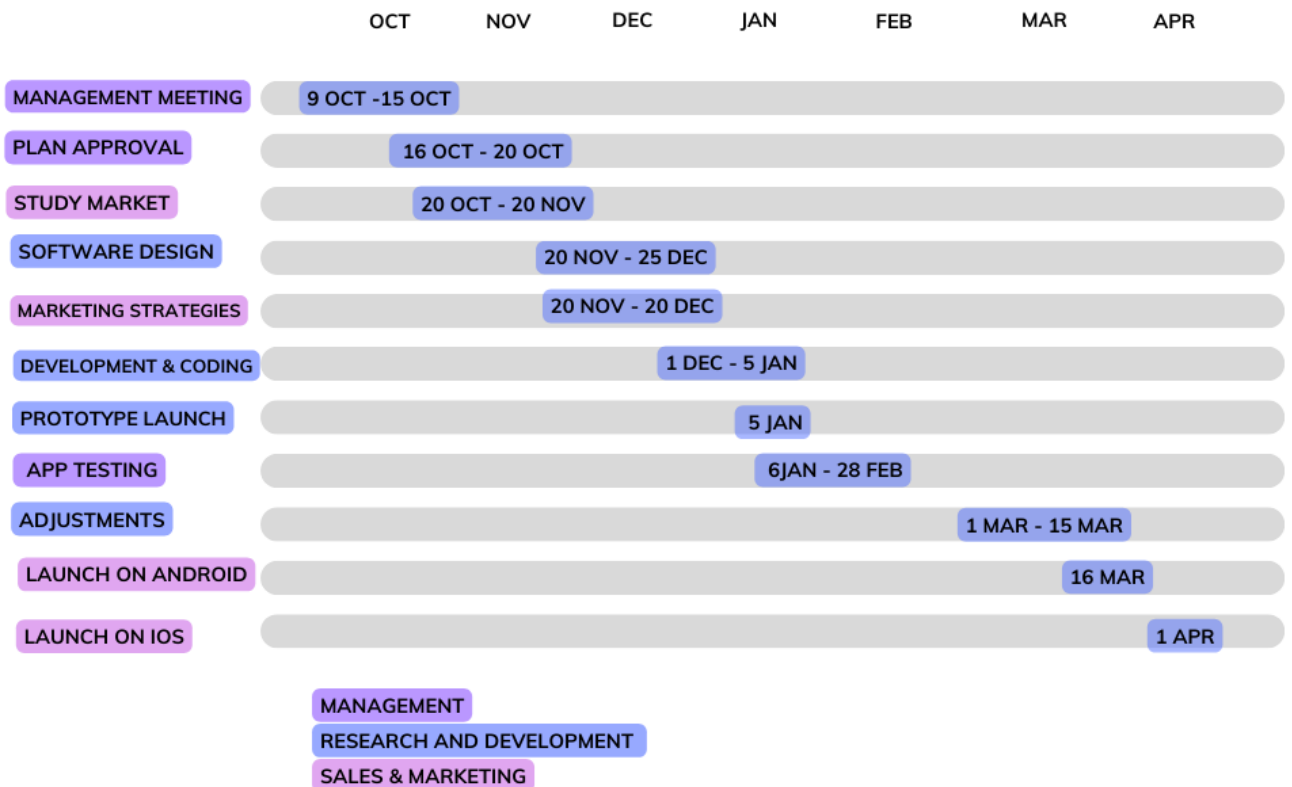 OCT NOV DEC JAN FEB MAR APR
MANAGEMENT MEETING 9 OCT -15 OCT
PLAN APPROVAL 16 OCT - 20 OCT
STUDY MARKET 20 OCT - 20 NOV
SOFTWARE DESIGN 20 NOV - 25 DEC
MARKETING STRATEGIES 20 NOV - 20 DEC
DEVELOPMENT & CODING 1 DEC - 5 JAN
PROTOTYPE LAUNCH 5 JAN
APP TESTING 6JAN - 28 FEB
ADJUSTMENTS 1 MAR - 15 MAR
LAUNCH ON ANDROID 16 MAR
LAUNCH ON IOS 1 APR
MANAGEMENT
RESEARCH AND DEVELOPMENT
SALES & MARKETING